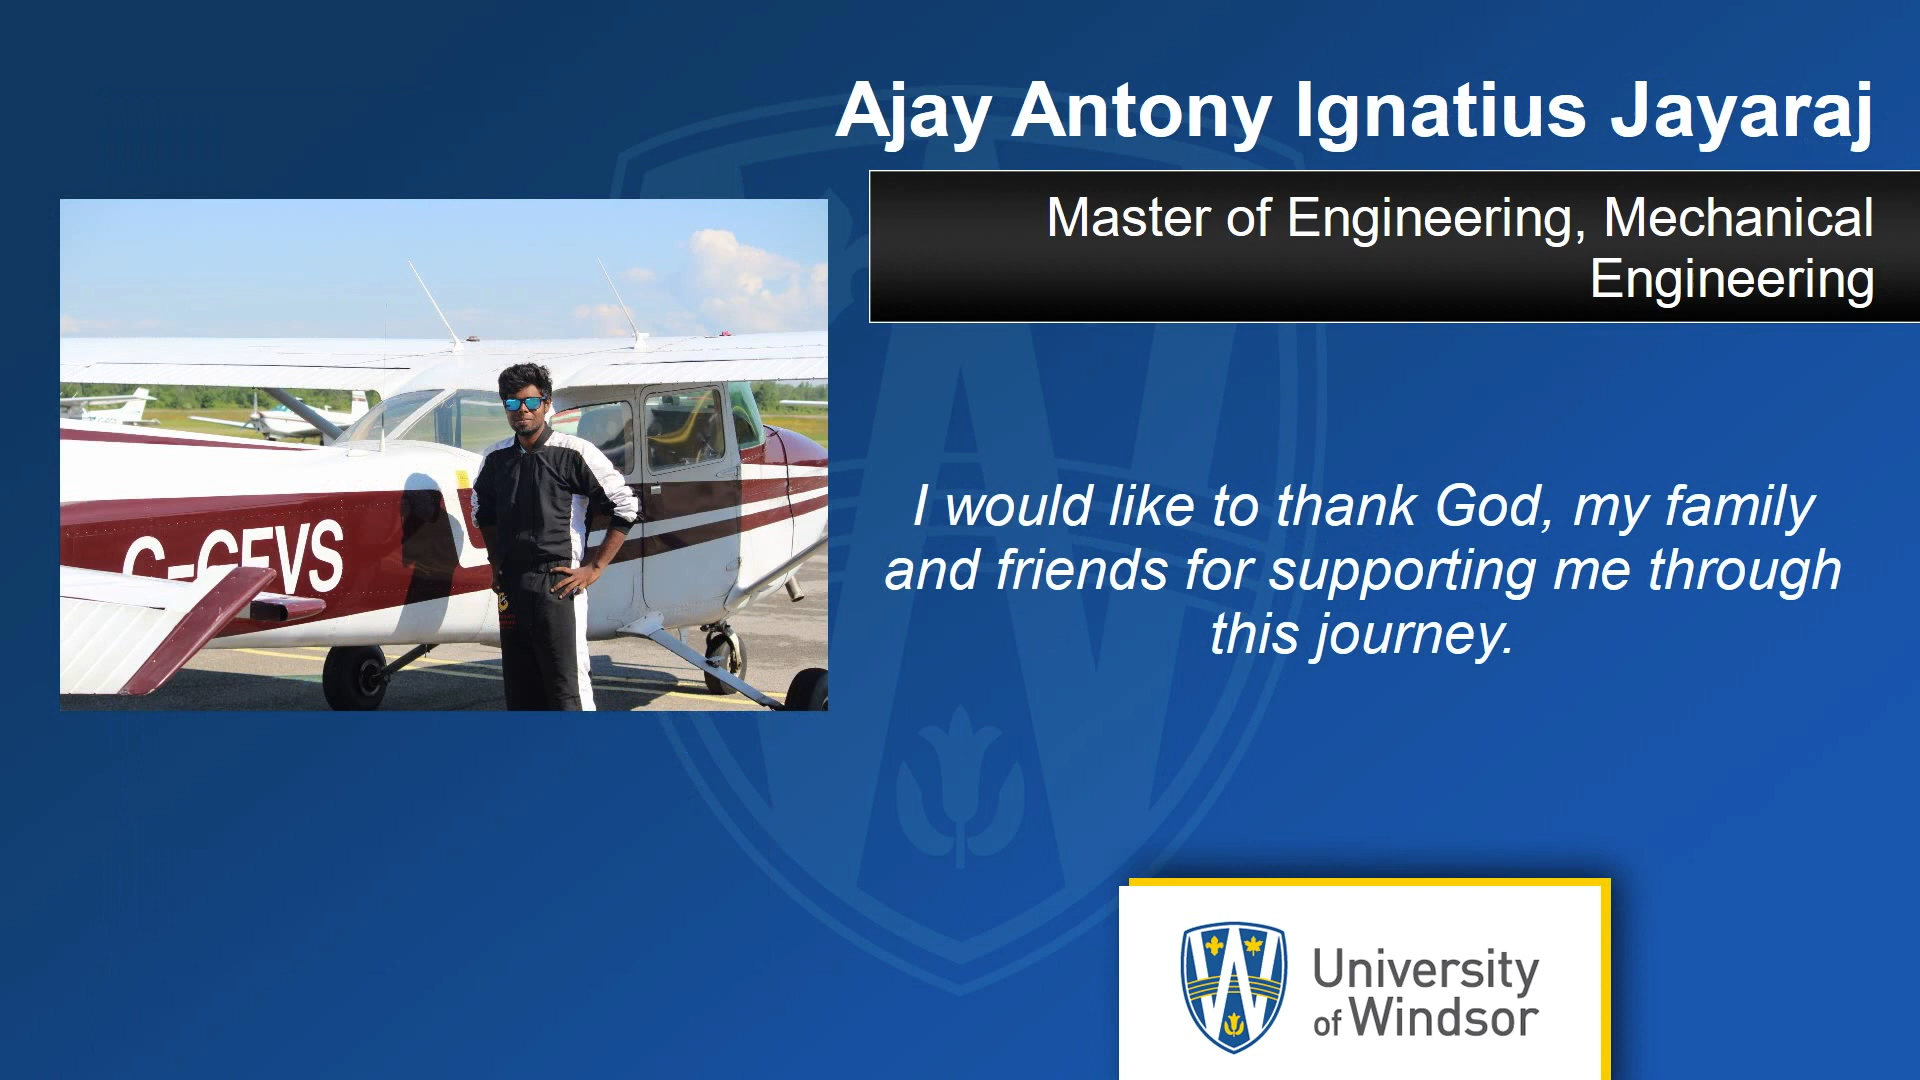 Ajay Antony Ignatius Jayaraj
Master of Engineering, Mechanical
Engineering
C-GFVS
I would like to thank God, my family
and friends for supporting me through
this journey.
University
of Windsor